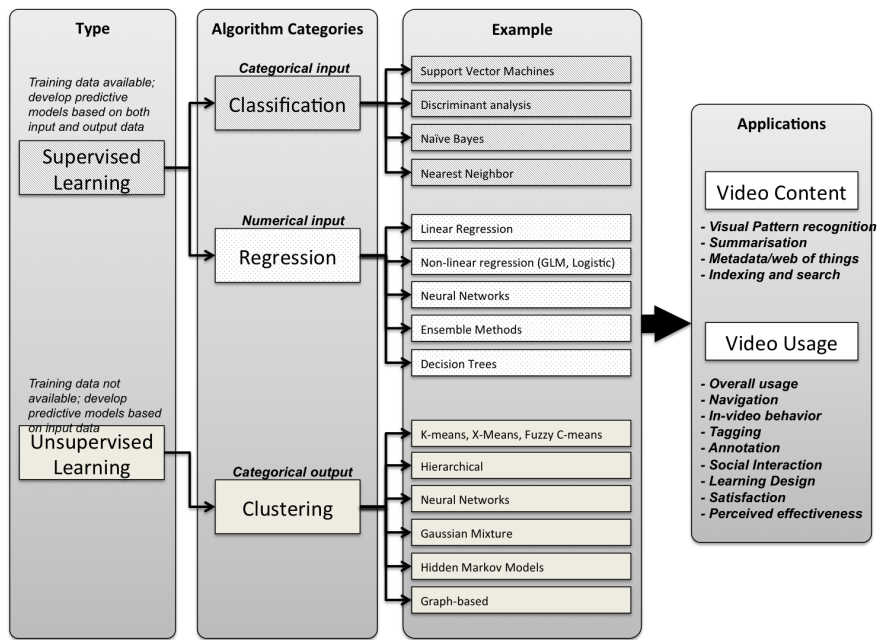 Type
Training data available;
develop predictive
models based on both
input and output data
Supervised
Learning
Training data not
available; develop
predictive models based
on input data
Unsupervised
Learning
Algorithm Categories
Categorical input
Classification
Numerical input
Regression
Categorical output
Clustering
Example
Support Vector Machines
Discriminant analysis
Naïve Bayes
Nearest Neighbor
Linear Regression
Non-linear regression (GLM, Logistic)
Neural Networks
Ensemble Methods
Decision Trees
K-means, X-Means, Fuzzy C-means
Hierarchical
Neural Networks
Gaussian Mixture
Hidden Markov Models
Graph-based
Applications
Video Content
- Visual Pattern recognition
- Summarisation
- Metadata/web of things
- Indexing and search
Video Usage
- Overall usage
- Navigation
- In-video behavior
- Tagging
- Annotation
- Social Interaction
- Learning Design
- Satisfaction
- Perceived effectiveness